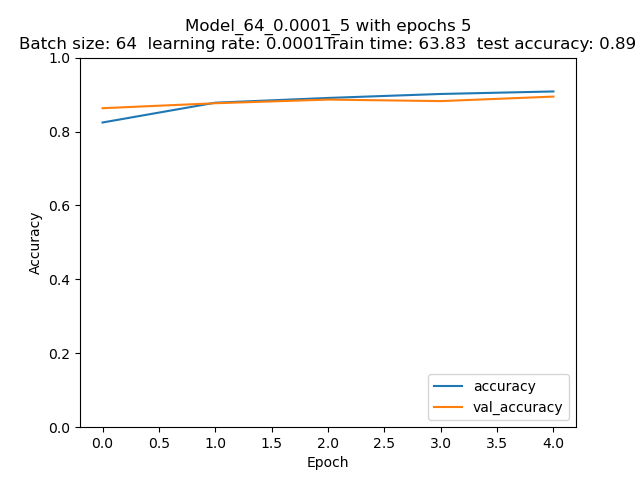 Model_64_0.0001_5 with epochs 5
Batch size: 64  learning rate: 0.0001Train time: 63.83  test accuracy: 0.89
1.0
0.8
0.6
0.4
0.2
0.0
Accuracy
accuracy
val_accuracy
0.0 0.5 1.0 1.5 2.0 2.5 3.0 3.5 4.0
Epoch